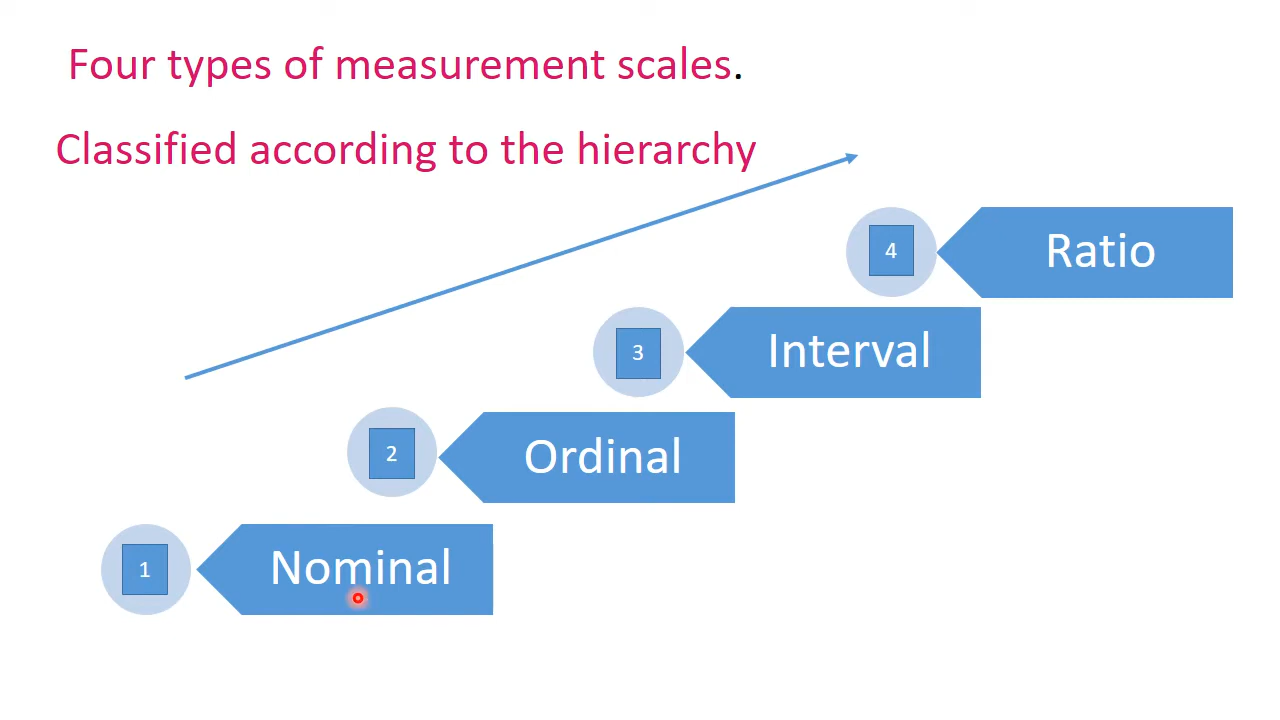 Four types of measurement scales.
Classified according to the hierarchy
4
Ratio
3
Interval
2
Ordinal
1
Nominal